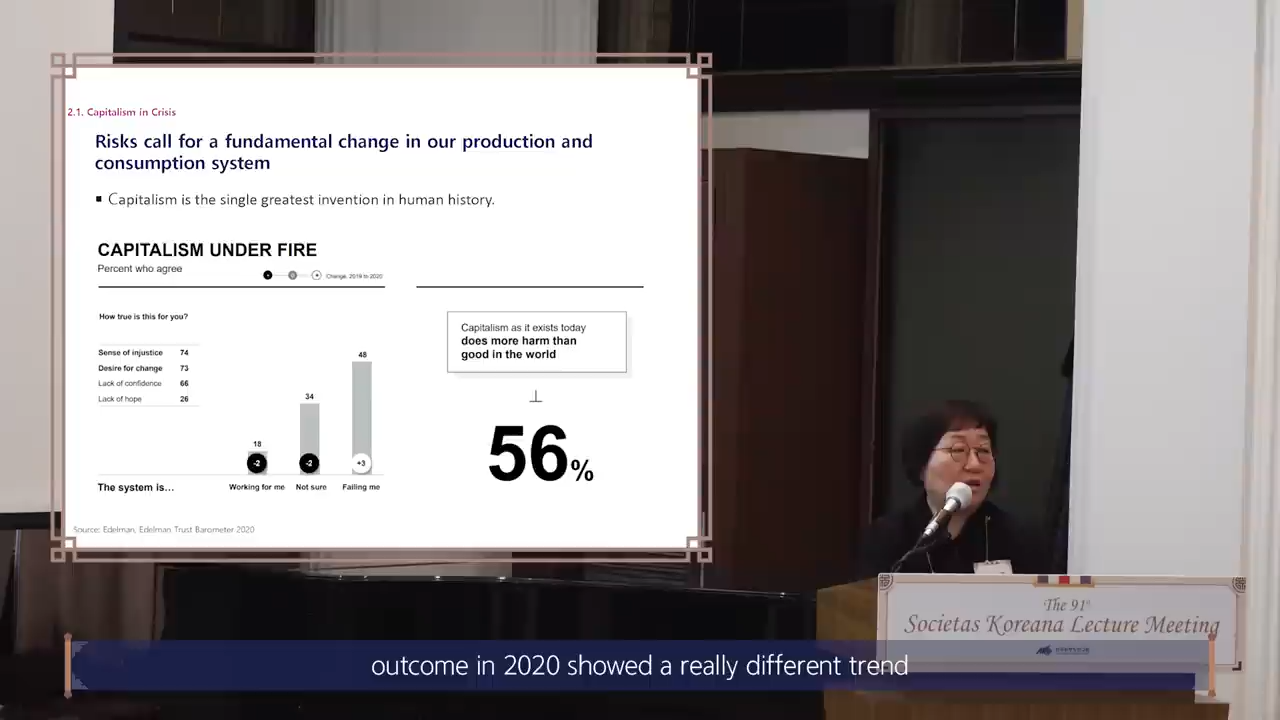 2.1. Capitalism in Crisis
Risks call for a fundamental change in our production and
consumption system
▪ Capitalism is the single greatest invention in human history.
CAPITALISM UNDER FIRE
Percent who agree
Change, 2019 to 2020
How true is this for you?
Sense of injustice 74
Desire for change 73
Lack of confidence 66
Lack of hope 26
18
34
48
-2
-2
+3
The system is...
Working for me
Not sure
Failing me
Capitalism as it exists today
does more harm than
good in the world
56%
Source: Edelman, Edelman Trust Barometer 2020
The 91st
Societas Koreana Lecture Meeting
outcome in 2020 showed a really different trend